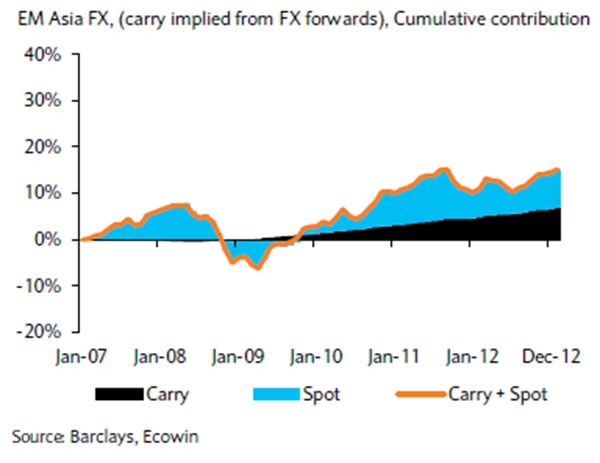 EM Asia FX, (carry implied from FX forwards), Cumulative contribution
40%
30%
20%
10%
0%
-10%
-20%
Jan-07 Jan-08 Jan-09 Jan-10 Jan-11 Jan-12 Dec-12
Carry Spot Carry + Spot
Source: Barclays, Ecowin